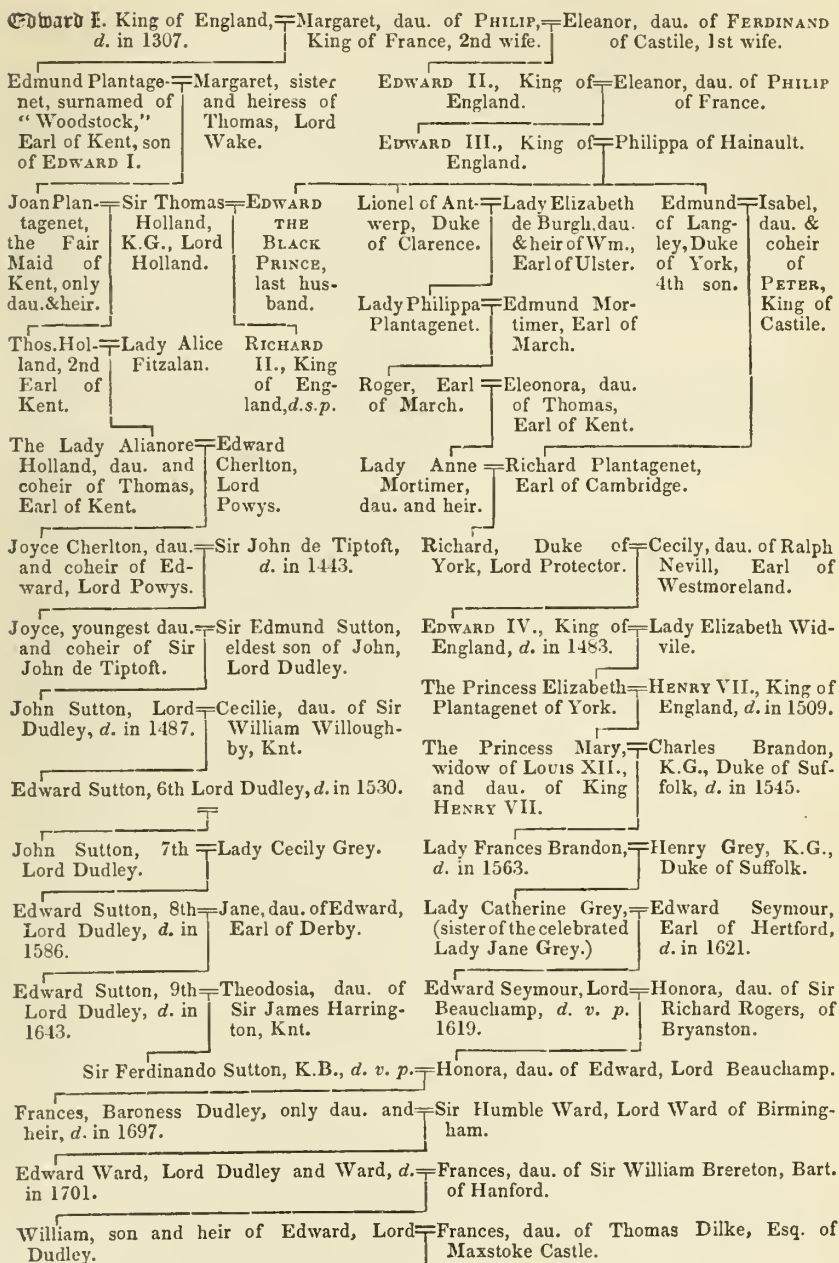 Edward I. King of England, Margaret, dau. of PHILIP, Eleanor, dau. of FERDINAND
d. in 1307. King of France, 2nd wife. of Castile, 1st wife.
Edmund Plantage-
net, surnamed of
"Woodstock,"
Earl of Kent, son
of EDWARD I.
Margaret, sister
and heiress of
Thomas, Lord
Wake.
EDWARD II., King of
England.
Eleanor, dau. of PHILIP
of France.
EDWARD III., King of
England.
Philippa of Hainault.
Joan Plan-
tagenet,
the Fair
Maid of
Kent, only
dau.&heir.
Sir Thomas
Holland,
K.G., Lord
Holland.
EDWARD
THE
BLACK
PRINCE,
last hus-
band.
Lionel of Ant-
werp, Duke
of Clarence.
Lady Elizabeth
de Burgh, dau.
& heir of Wm.,
Earl of Ulster.
Edmund
of Lang-
ley, Duke
of York,
4th son.
Isabel,
dau. &
coheir
of
PETER,
King of
Castile.
Lady Philippa
Plantagenet.
Edmund Mor-
timer, Earl of
March.
Thos. Hol-
land, 2nd
Earl of
Kent.
Lady Alice
Fitzalan.
RICHARD
II., King
of Eng-
land, d.s.p.
Roger, Earl
of March.
Eleonora, dau.
of Thomas,
Earl of Kent.
The Lady Alianore
Holland, dau. and
coheir of Thomas,
Earl of Kent.
Edward
Cherlton,
Lord
Powys.
Lady Anne
Mortimer,
dau. and heir.
Richard Plantagenet,
Earl of Cambridge.
Joyce Cherlton, dau.
and coheir of Ed-
ward, Lord Powys.
Sir John de Tiptoft,
d. in 1443.
Richard, Duke of
York, Lord Protector.
Cecily, dau. of Ralph
Nevill, Earl of
Westmoreland.
Joyce, youngest dau.
and coheir of Sir
John de Tiptoft.
Sir Edmund Sutton,
eldest son of John,
Lord Dudley.
EDWARD IV., King of
England, d. in 1483.
Lady Elizabeth Wid-
vile.
The Princess Elizabeth
Plantagenet of York.
HENRY VII., King of
England, d. in 1509.
John Sutton, Lord
Dudley, d. in 1487.
Cecilie, dau. of Sir
William Willough-
by, Knt.
The Princess Mary,
widow of LOUIS XII.,
and dau. of King
HENRY VII.
Charles Brandon,
K.G., Duke of Suf-
folk, d. in 1545.
Edward Sutton, 6th Lord Dudley, d. in 1530.
John Sutton, 7th
Lord Dudley.
Lady Cecily Grey.
Lady Frances Brandon,
d. in 1563.
Henry Grey, K.G.,
Duke of Suffolk.
Edward Sutton, 8th
Lord Dudley, d. in
1586.
Jane, dau. of Edward,
Earl of Derby.
Lady Catherine Grey,
(sister of the celebrated
Lady Jane Grey.)
Edward Seymour,
Earl of Hertford,
d. in 1621.
Edward Sutton, 9th
Lord Dudley, d. in
1643.
Theodosia, dau. of
Sir James Harring-
ton, Knt.
Edward Seymour, Lord
Beauchamp, d. v. p.
1619.
Honora, dau. of Sir
Richard Rogers, of
Bryanston.
Sir Ferdinando Sutton, K.B., d. v. p. Honora, dau. of Edward, Lord Beauchamp.
Frances, Baroness Dudley, only dau. and
heir, d. in 1697.
Sir Humble Ward, Lord Ward of Birming-
ham.
Edward Ward, Lord Dudley and Ward, d.
in 1701.
Frances, dau. of Sir William Brereton, Bart.
of Hanford.
William, son and heir of Edward, Lord
Dudley.
Frances, dau. of Thomas Dilke, Esq. of
Maxstoke Castle.